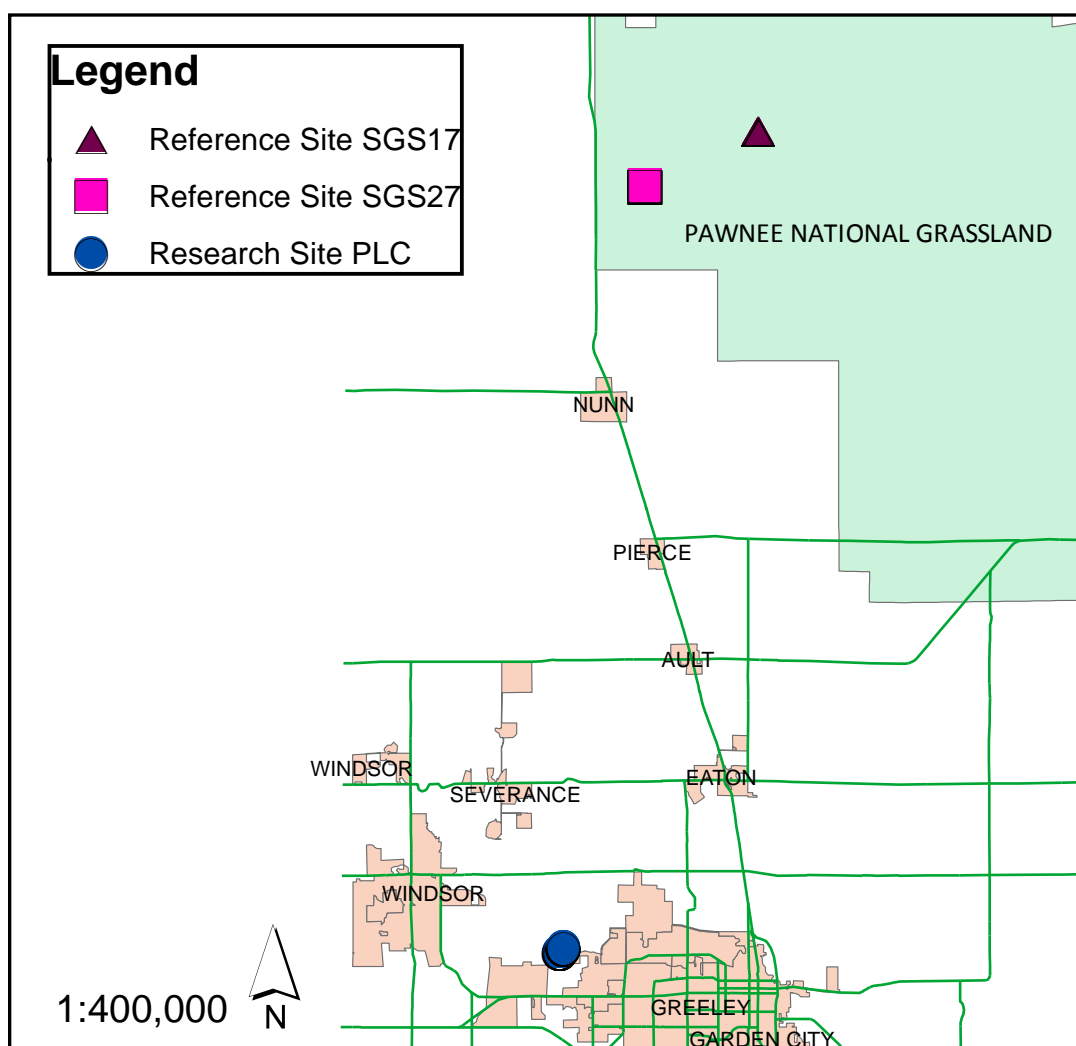 Legend
Reference Site SGS17
Reference Site SGS27
Research Site PLC
PAWNEE NATIONAL GRASSLAND
NUNN
PIERCE
AULT
WINDSOR
EATON
SEVERANCE
WINDSOR
1:400,000
N
GREELEY
GARDEN CITY